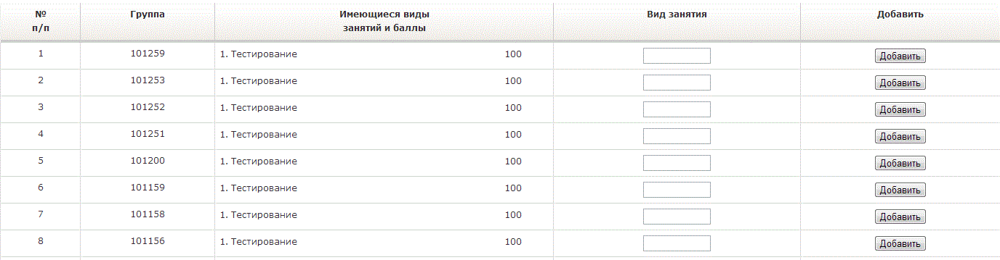 № п/п Группа Имеющиеся виды занятий и баллы Вид занятия Добавить
1 101259 1. Тестирование 100 Добавить
2 101253 1. Тестирование 100 Добавить
3 101252 1. Тестирование 100 Добавить
4 101251 1. Тестирование 100 Добавить
5 101200 1. Тестирование 100 Добавить
6 101159 1. Тестирование 100 Добавить
7 101158 1. Тестирование 100 Добавить
8 101156 1. Тестирование 100 Добавить